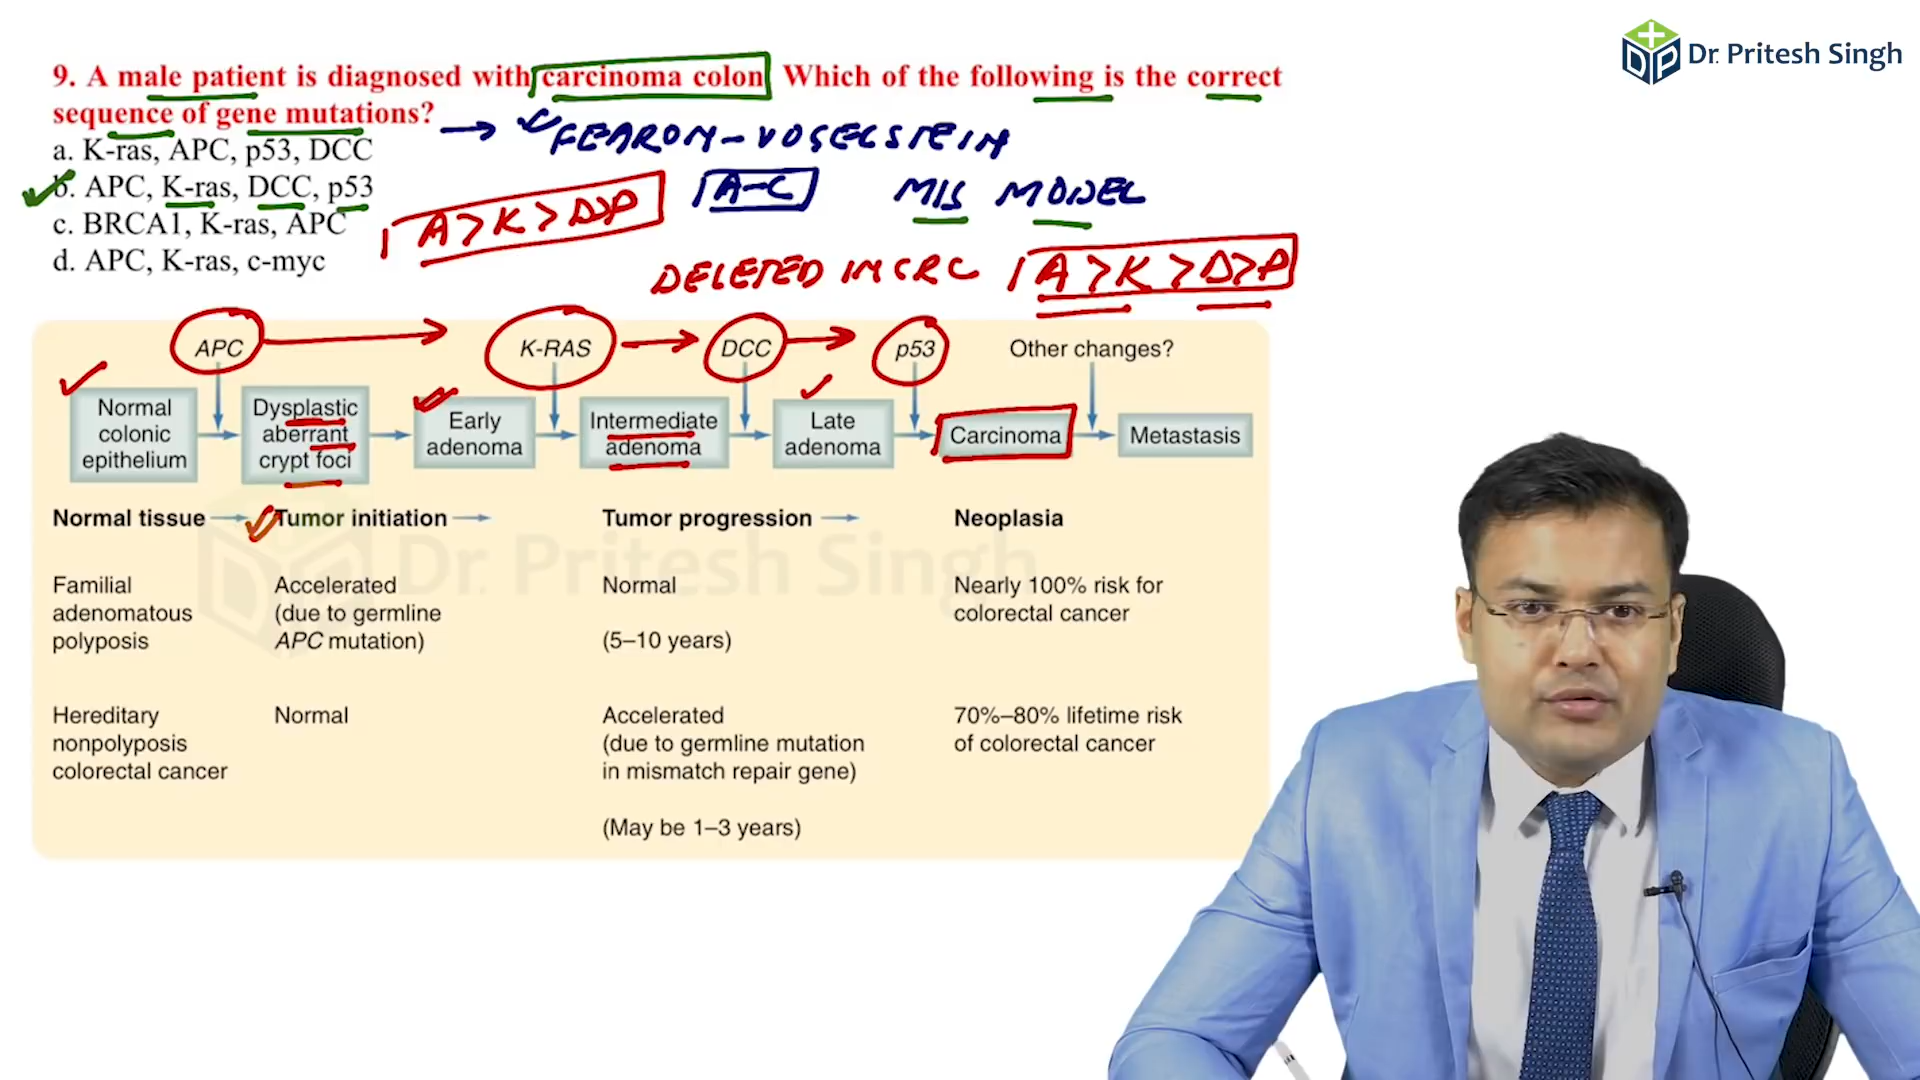 Dr. Pritesh Singh
9. A male patient is diagnosed with carcinoma colon. Which of the following is the correct
sequence of gene mutations?
→ FEARON-VOGELSTEIN
a. K-ras, APC, p53, DCC
b. APC, K-ras, DCC, p53
A-C MIS MODEL
A>K>D>P
c. BRCA1, K-ras, APC
d. APC, K-ras, c-myc
DELETED IN CRC A>K>D>P
APC K-RAS DCC p53 Other changes?
Normal colonic epithelium
Dysplastic aberrant crypt foci
Early adenoma
Intermediate adenoma
Late adenoma
Carcinoma
Metastasis
Normal tissue Tumor initiation Tumor progression Neoplasia
Dr. Pritesh Singh
Familial adenomatous polyposis
Accelerated
(due to germline
APC mutation)
Normal
(5–10 years)
Nearly 100% risk for
colorectal cancer
Hereditary
nonpolyposis
colorectal cancer
Normal
Accelerated
(due to germline mutation
in mismatch repair gene)
(May be 1–3 years)
70%–80% lifetime risk
of colorectal cancer